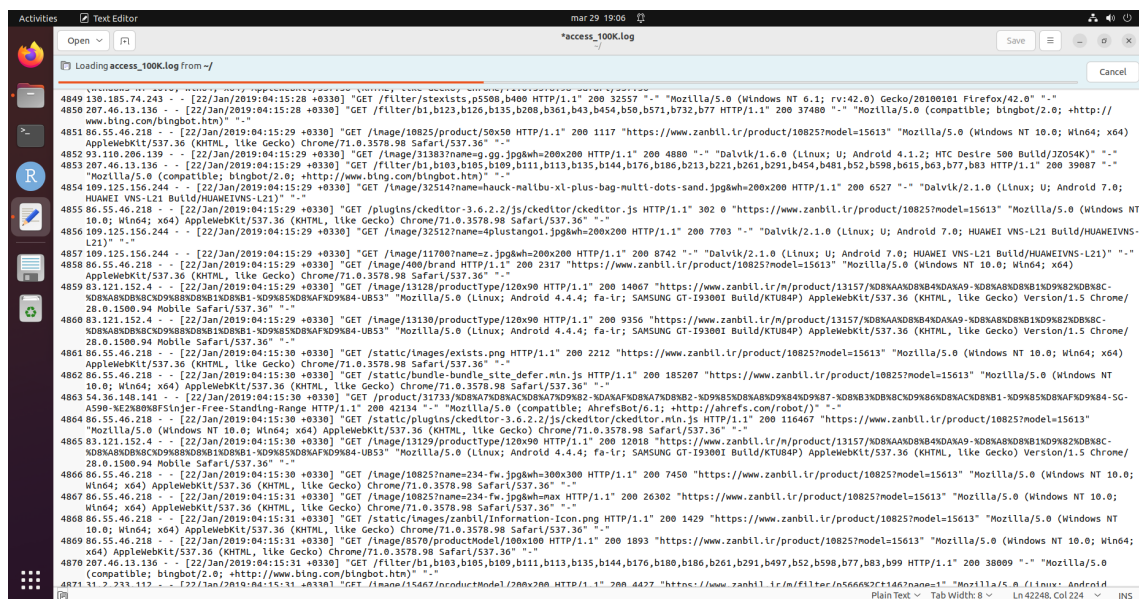 Activities Text Editor mar 29 19:06
Open *access_100K.log Save
~/
Loading access_100K.log from ~/ Cancel
4849 130.185.74.243 - - [22/Jan/2019:04:15:28 +0330] "GET /filter/stexists,p5508,b400 HTTP/1.1" 200 32557 "-" "Mozilla/5.0 (Windows NT 6.1; rv:42.0) Gecko/20100101 Firefox/42.0" "-"
4850 207.46.13.136 - - [22/Jan/2019:04:15:28 +0330] "GET /filter/b1,b123,b126,b135,b208,b361,b43,b454,b50,b571,b732,b77 HTTP/1.1" 200 37480 "-" "Mozilla/5.0 (compatible; bingbot/2.0; +http://
www.bing.com/bingbot.htm)" "-"
4851 86.55.46.218 - - [22/Jan/2019:04:15:29 +0330] "GET /image/10825/product/50x50 HTTP/1.1" 200 1117 "https://www.zanbil.ir/product/10825?model=15613" "Mozilla/5.0 (Windows NT 10.0; Win64; x64)
AppleWebKit/537.36 (KHTML, like Gecko) Chrome/71.0.3578.98 Safari/537.36" "-"
4852 93.110.206.139 - - [22/Jan/2019:04:15:29 +0330] "GET /image/31383?name=g.gg.jpg&wh=200x200 HTTP/1.1" 200 4880 "-" "Dalvik/1.6.0 (Linux; U; Android 4.1.2; HTC Desire 500 Build/JZO54K)" "-"
4853 207.46.13.136 - - [22/Jan/2019:04:15:29 +0330] "GET /filter/b1,b103,b105,b109,b111,b113,b135,b144,b176,b186,b213,b221,b261,b291,b454,b481,b52,b598,b615,b63,b77,b83 HTTP/1.1" 200 39087 "-"
"Mozilla/5.0 (compatible; bingbot/2.0; +http://www.bing.com/bingbot.htm)" "-"
4854 109.125.156.244 - - [22/Jan/2019:04:15:29 +0330] "GET /image/32514?name=hauck-malibu-xl-plus-bag-multi-dots-sand.jpg&wh=200x200 HTTP/1.1" 200 6527 "-" "Dalvik/2.1.0 (Linux; U; Android 7.0;
HUAWEI VNS-L21 Build/HUAWEIVNS-L21)" "-"
4855 86.55.46.218 - - [22/Jan/2019:04:15:29 +0330] "GET /plugins/ckeditor-3.6.2.2/js/ckeditor/ckeditor.js HTTP/1.1" 302 0 "https://www.zanbil.ir/product/10825?model=15613" "Mozilla/5.0 (Windows NT
10.0; Win64; x64) AppleWebKit/537.36 (KHTML, like Gecko) Chrome/71.0.3578.98 Safari/537.36" "-"
4856 109.125.156.244 - - [22/Jan/2019:04:15:29 +0330] "GET /image/32512?name=4plustango1.jpg&wh=200x200 HTTP/1.1" 200 7703 "-" "Dalvik/2.1.0 (Linux; U; Android 7.0; HUAWEI VNS-L21 Build/HUAWEIVNS-
L21)" "-"
4857 109.125.156.244 - - [22/Jan/2019:04:15:29 +0330] "GET /image/11700?name=z.jpg&wh=200x200 HTTP/1.1" 200 8742 "-" "Dalvik/2.1.0 (Linux; U; Android 7.0; HUAWEI VNS-L21 Build/HUAWEIVNS-L21)" "-"
4858 86.55.46.218 - - [22/Jan/2019:04:15:29 +0330] "GET /image/400/brand HTTP/1.1" 200 2317 "https://www.zanbil.ir/product/10825?model=15613" "Mozilla/5.0 (Windows NT 10.0; Win64; x64)
AppleWebKit/537.36 (KHTML, like Gecko) Chrome/71.0.3578.98 Safari/537.36" "-"
4859 83.121.152.4 - - [22/Jan/2019:04:15:29 +0330] "GET /image/13128/productType/120x90 HTTP/1.1" 200 14067 "https://www.zanbil.ir/m/product/13157/%D8%AA%D8%B4%DA%A9-%D8%A8%D8%B1%D9%82%DB%8C-
%D8%A8%DB%8C%D9%88%D8%B1%D8%B1-%D9%85%D8%AF%D9%84-UB53" "Mozilla/5.0 (Linux; Android 4.4.4; fa-ir; SAMSUNG GT-I9300I Build/KTU84P) AppleWebKit/537.36 (KHTML, like Gecko) Version/1.5 Chrome/
28.0.1500.94 Mobile Safari/537.36" "-"
4860 83.121.152.4 - - [22/Jan/2019:04:15:29 +0330] "GET /image/13130/productType/120x90 HTTP/1.1" 200 9356 "https://www.zanbil.ir/m/product/13157/%D8%AA%D8%B4%DA%A9-%D8%A8%D8%B1%D9%82%DB%8C-
%D8%A8%DB%8C%D9%88%D8%B1%D8%B1-%D9%85%D8%AF%D9%84-UB53" "Mozilla/5.0 (Linux; Android 4.4.4; fa-ir; SAMSUNG GT-I9300I Build/KTU84P) AppleWebKit/537.36 (KHTML, like Gecko) Version/1.5 Chrome/
28.0.1500.94 Mobile Safari/537.36" "-"
4861 86.55.46.218 - - [22/Jan/2019:04:15:29 +0330] "GET /static/images/exists.png HTTP/1.1" 200 2212 "https://www.zanbil.ir/product/10825?model=15613" "Mozilla/5.0 (Windows NT 10.0; Win64; x64)
AppleWebKit/537.36 (KHTML, like Gecko) Chrome/71.0.3578.98 Safari/537.36" "-"
4862 86.55.46.218 - - [22/Jan/2019:04:15:29 +0330] "GET /static/bundle-bundle_site_defer.min.js HTTP/1.1" 200 185207 "https://www.zanbil.ir/product/10825?model=15613" "Mozilla/5.0 (Windows NT
10.0; Win64; x64) AppleWebKit/537.36 (KHTML, like Gecko) Chrome/71.0.3578.98 Safari/537.36" "-"
4863 54.36.148.141 - - [22/Jan/2019:04:15:30 +0330] "GET /product/31733/%D8%A7%D8%AC%D8%A7%D9%82-%DA%AF%D8%A7%D8%B2-%D9%85%D8%A8%D9%84%D9%87-%D8%B3%DB%8C%D9%86%D8%AC%D8%B1-%D9%85%D8%AF%D9%84-SG-
A590-%E2%80%8FSinjer-Free-Standing-Range HTTP/1.1" 200 42134 "-" "Mozilla/5.0 (compatible; AhrefsBot/6.1; +http://ahrefs.com/robot/)" "-"
4864 86.55.46.218 - - [22/Jan/2019:04:15:30 +0330] "GET /static/plugins/ckeditor-3.6.2.2/js/ckeditor/ckeditor.min.js HTTP/1.1" 200 116467 "https://www.zanbil.ir/product/10825?model=15613"
"Mozilla/5.0 (Windows NT 10.0; Win64; x64) AppleWebKit/537.36 (KHTML, like Gecko) Chrome/71.0.3578.98 Safari/537.36" "-"
4865 83.121.152.4 - - [22/Jan/2019:04:15:30 +0330] "GET /image/13129/productType/120x90 HTTP/1.1" 200 12018 "https://www.zanbil.ir/m/product/13157/%D8%AA%D8%B4%DA%A9-%D8%A8%D8%B1%D9%82%DB%8C-
%D8%A8%DB%8C%D9%88%D8%B1%D8%B1-%D9%85%D8%AF%D9%84-UB53" "Mozilla/5.0 (Linux; Android 4.4.4; fa-ir; SAMSUNG GT-I9300I Build/KTU84P) AppleWebKit/537.36 (KHTML, like Gecko) Version/1.5 Chrome/
28.0.1500.94 Mobile Safari/537.36" "-"
4866 86.55.46.218 - - [22/Jan/2019:04:15:30 +0330] "GET /image/10825?name=234-fw.jpg&wh=300x300 HTTP/1.1" 200 7450 "https://www.zanbil.ir/product/10825?model=15613" "Mozilla/5.0 (Windows NT 10.0;
Win64; x64) AppleWebKit/537.36 (KHTML, like Gecko) Chrome/71.0.3578.98 Safari/537.36" "-"
4867 86.55.46.218 - - [22/Jan/2019:04:15:31 +0330] "GET /image/10825?name=234-fw.jpg&wh=max HTTP/1.1" 200 26302 "https://www.zanbil.ir/product/10825?model=15613" "Mozilla/5.0 (Windows NT 10.0;
Win64; x64) AppleWebKit/537.36 (KHTML, like Gecko) Chrome/71.0.3578.98 Safari/537.36" "-"
4868 86.55.46.218 - - [22/Jan/2019:04:15:31 +0330] "GET /static/images/zanbil/Information-Icon.png HTTP/1.1" 200 1429 "https://www.zanbil.ir/product/10825?model=15613" "Mozilla/5.0 (Windows NT
10.0; Win64; x64) AppleWebKit/537.36 (KHTML, like Gecko) Chrome/71.0.3578.98 Safari/537.36" "-"
4869 86.55.46.218 - - [22/Jan/2019:04:15:31 +0330] "GET /image/8570/productModel/100x100 HTTP/1.1" 200 1893 "https://www.zanbil.ir/product/10825?model=15613" "Mozilla/5.0 (Windows NT 10.0; Win64;
x64) AppleWebKit/537.36 (KHTML, like Gecko) Chrome/71.0.3578.98 Safari/537.36" "-"
4870 207.46.13.136 - - [22/Jan/2019:04:15:31 +0330] "GET /filter/b1,b103,b105,b109,b111,b113,b135,b144,b176,b186,b261,b291,b497,b52,b598,b77,b83,b99 HTTP/1.1" 200 38009 "-" "Mozilla/5.0
(compatible; bingbot/2.0; +http://www.bing.com/bingbot.htm)" "-"
4871 31.2.233.112 - - [22/Jan/2019:04:15:31 +0330] "GET /image/15467/productModel/200x200 HTTP/1.1" 200 4427 "https://www.zanbil.ir/m/filter/p5666%2Ct146?page=1" "Mozilla/5.0 (Linux; Android
Plain Text Tab Width: 8 Ln 42248, Col 224 INS